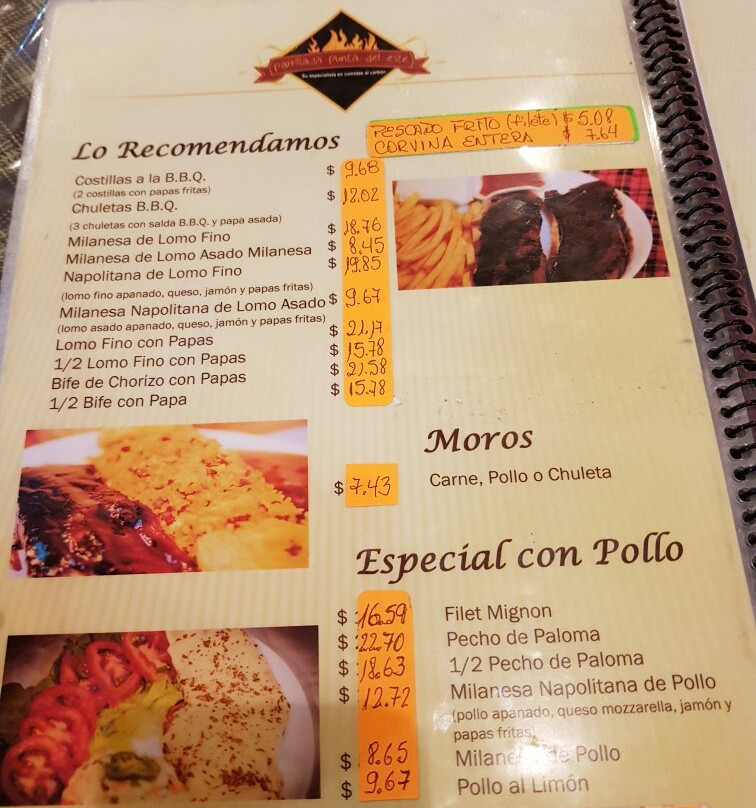 parrillada punta del este
Su especialista en comidas al carbón
Lo Recomendamos
PESCADO FRITO (filete) $ 5.08
CORVINA ENTERA $ 7.64
Costillas a la B.B.Q. $ 9.68
(2 costillas con papas fritas)
Chuletas B.B.Q. $ 12.02
(3 chuletas con salda B.B.Q. y papa asada)
Milanesa de Lomo Fino $ 18.76
Milanesa de Lomo Asado Milanesa $ 8.45
Napolitana de Lomo Fino $ 19.85
(lomo fino apanado, queso, jamón y papas fritas)
Milanesa Napolitana de Lomo Asado $ 9.67
(lomo asado apanado, queso, jamón y papas fritas)
Lomo Fino con Papas $ 21.17
1/2 Lomo Fino con Papas $ 15.78
Bife de Chorizo con Papas $ 21.58
1/2 Bife con Papa $ 15.78
Moros
$ 7.43 Carne, Pollo o Chuleta
Especial con Pollo
$ 16.59 Filet Mignon
$ 22.70 Pecho de Paloma
$ 18.63 1/2 Pecho de Paloma
$ 12.72 Milanesa Napolitana de Pollo
(pollo apanado, queso mozzarella, jamón y
papas fritas)
$ 8.65 de Pollo
$ 9.67 Pollo al Limón